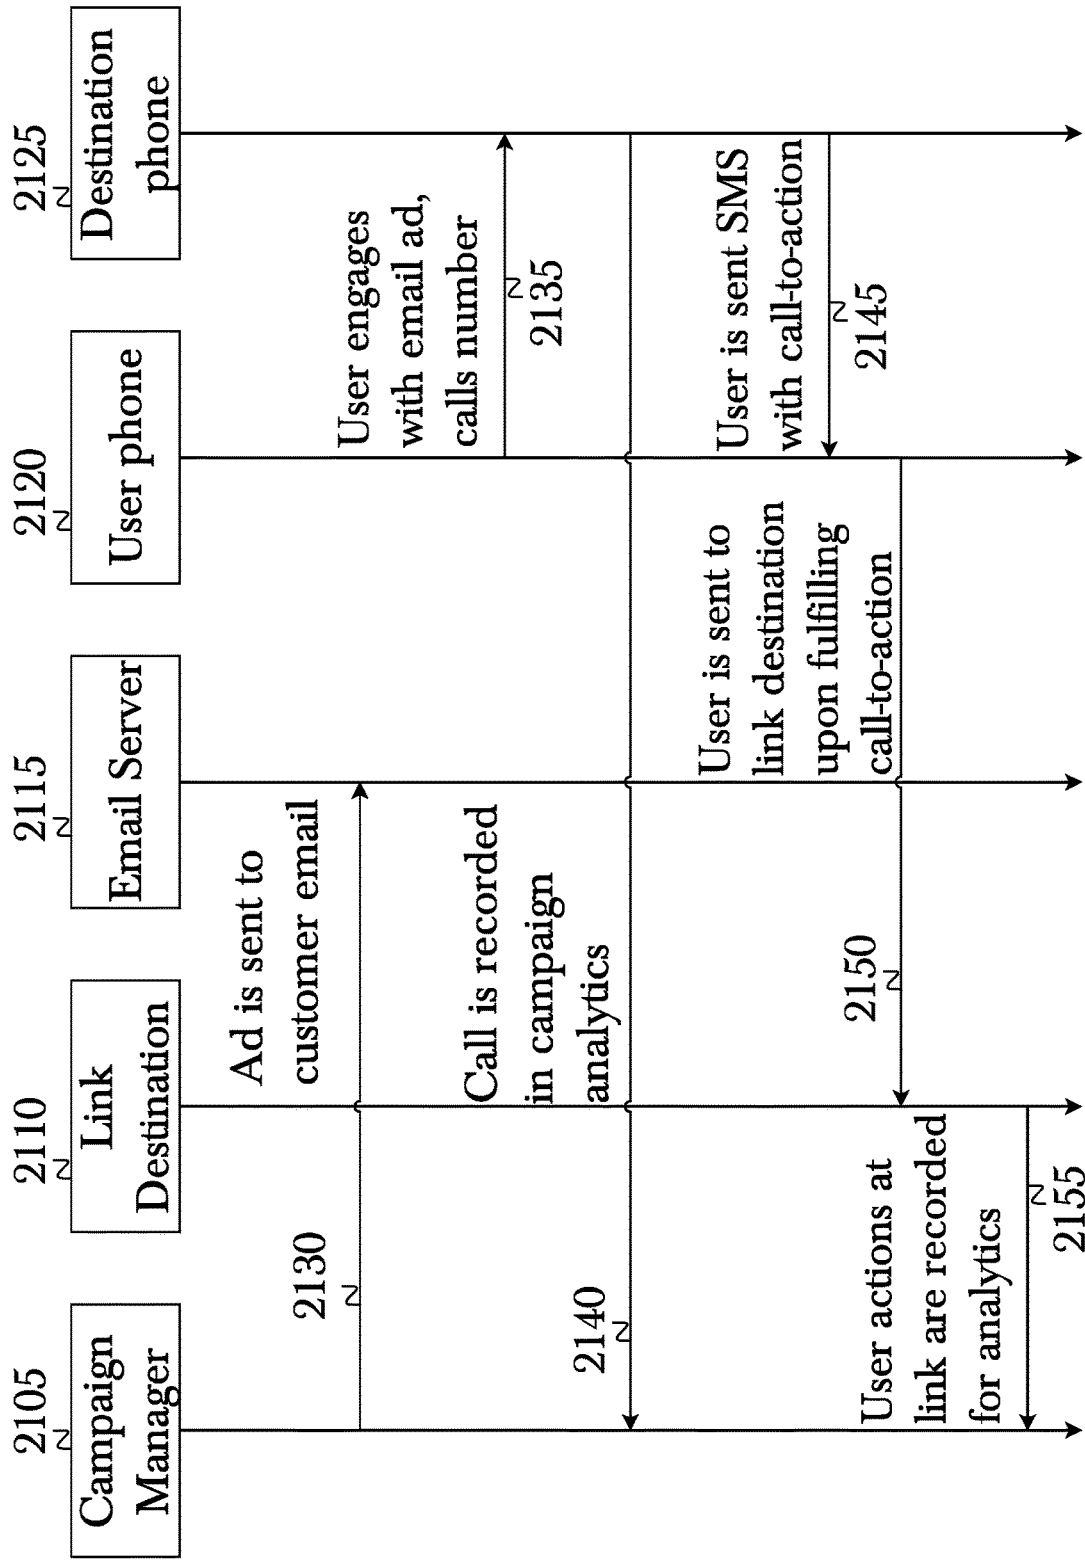 2105
Campaign
Manager
2110
Link
Destination
2115
Email Server
2120
User phone
2125
Destination
phone
Ad is sent to
customer email
2130
User engages
with email ad,
calls number
2135
Call is recorded
in campaign
analytics
2140
User is sent SMS
with call-to-action
2145
User is sent to
link destination
upon fulfilling
call-to-action
2150
User actions at
link are recorded
for analytics
2155